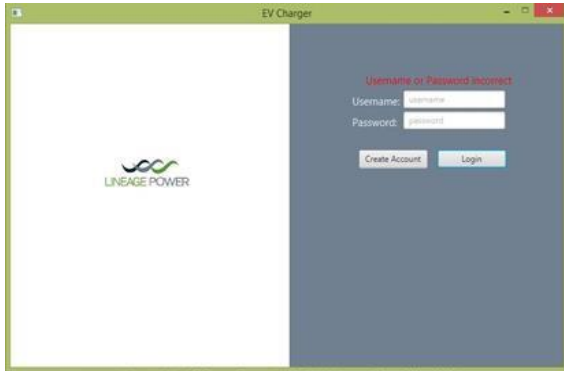 EV Charger
Username or Password Incorrect
Username: username
Password: password
Create Account Login
LINEAGE POWER